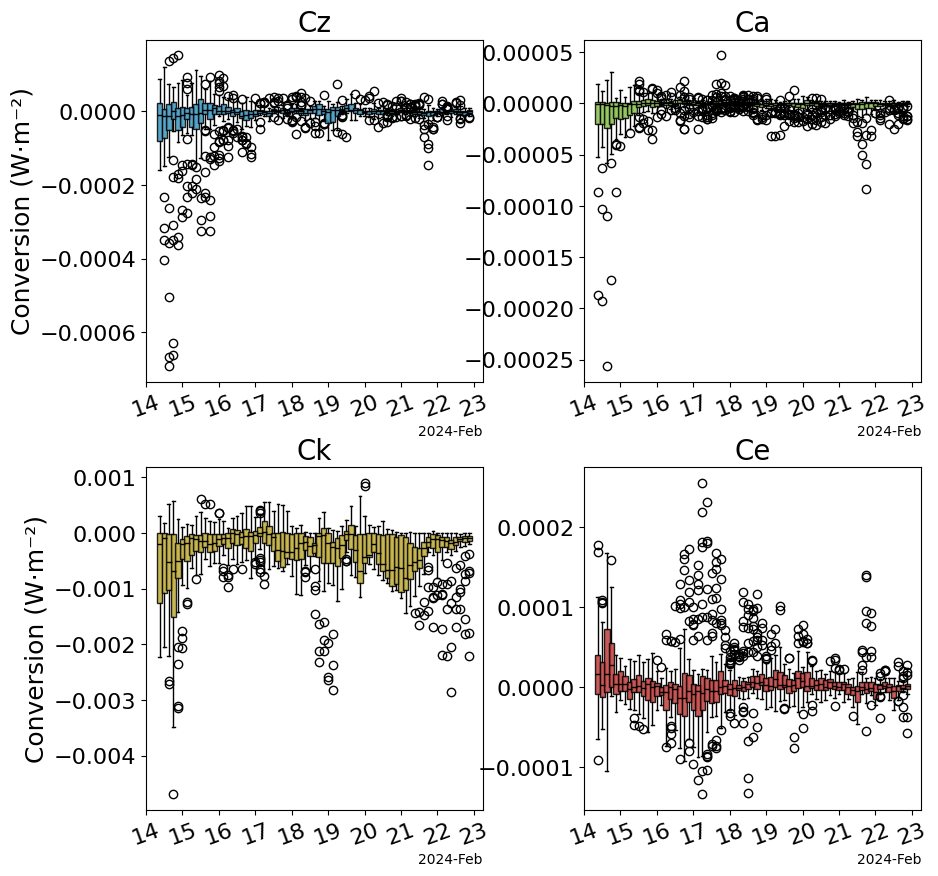 Cz
Conversion (W·m⁻²)
0.0000
−0.0002
−0.0004
−0.0006
14 15 16 17 18 19 20 21 22 23
2024-Feb
Ca
0.00005
0.00000
−0.00005
−0.00010
−0.00015
−0.00020
−0.00025
14 15 16 17 18 19 20 21 22 23
2024-Feb
Ck
Conversion (W·m⁻²)
0.001
0.000
−0.001
−0.002
−0.003
−0.004
14 15 16 17 18 19 20 21 22 23
2024-Feb
Ce
0.0002
0.0001
0.0000
−0.0001
14 15 16 17 18 19 20 21 22 23
2024-Feb